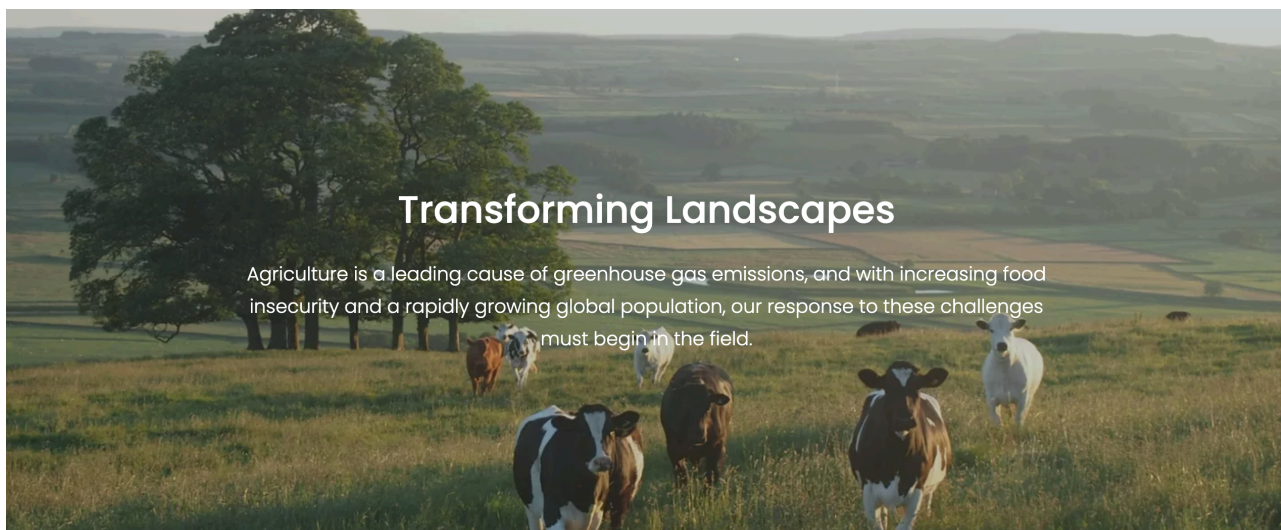 Transforming Landscapes
Agriculture is a leading cause of greenhouse gas emissions, and with increasing food
insecurity and a rapidly growing global population, our response to these challenges
must begin in the field.